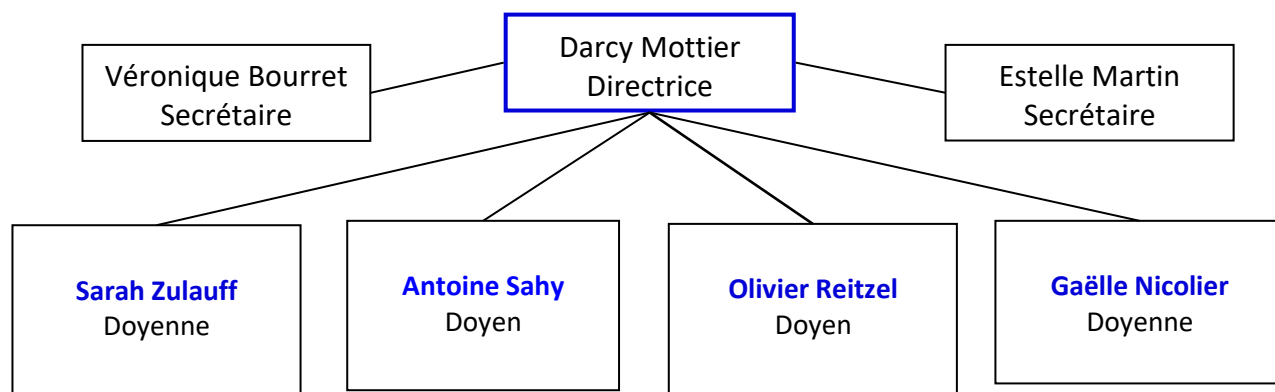 Darcy Mottier
Directrice
Véronique Bourret
Secrétaire
Estelle Martin
Secrétaire
Sarah Zulauff
Doyenne
Antoine Sahy
Doyen
Olivier Reitzel
Doyen
Gaëlle Nicolier
Doyenne